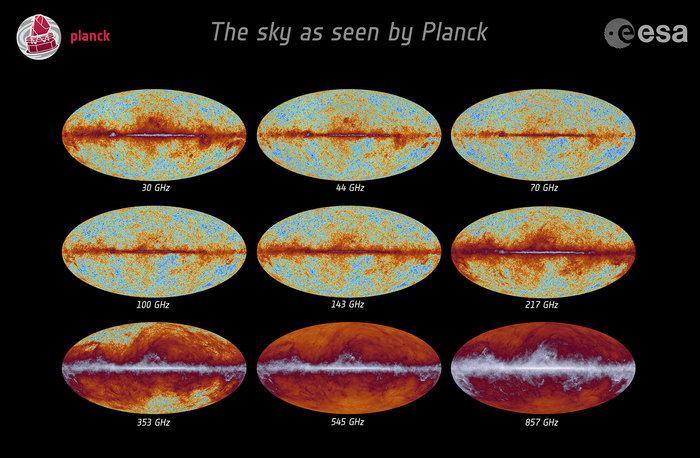 planck
The sky as seen by Planck
esa
30 GHz
44 GHz
70 GHz
100 GHz
143 GHz
217 GHz
353 GHz
545 GHz
857 GHz